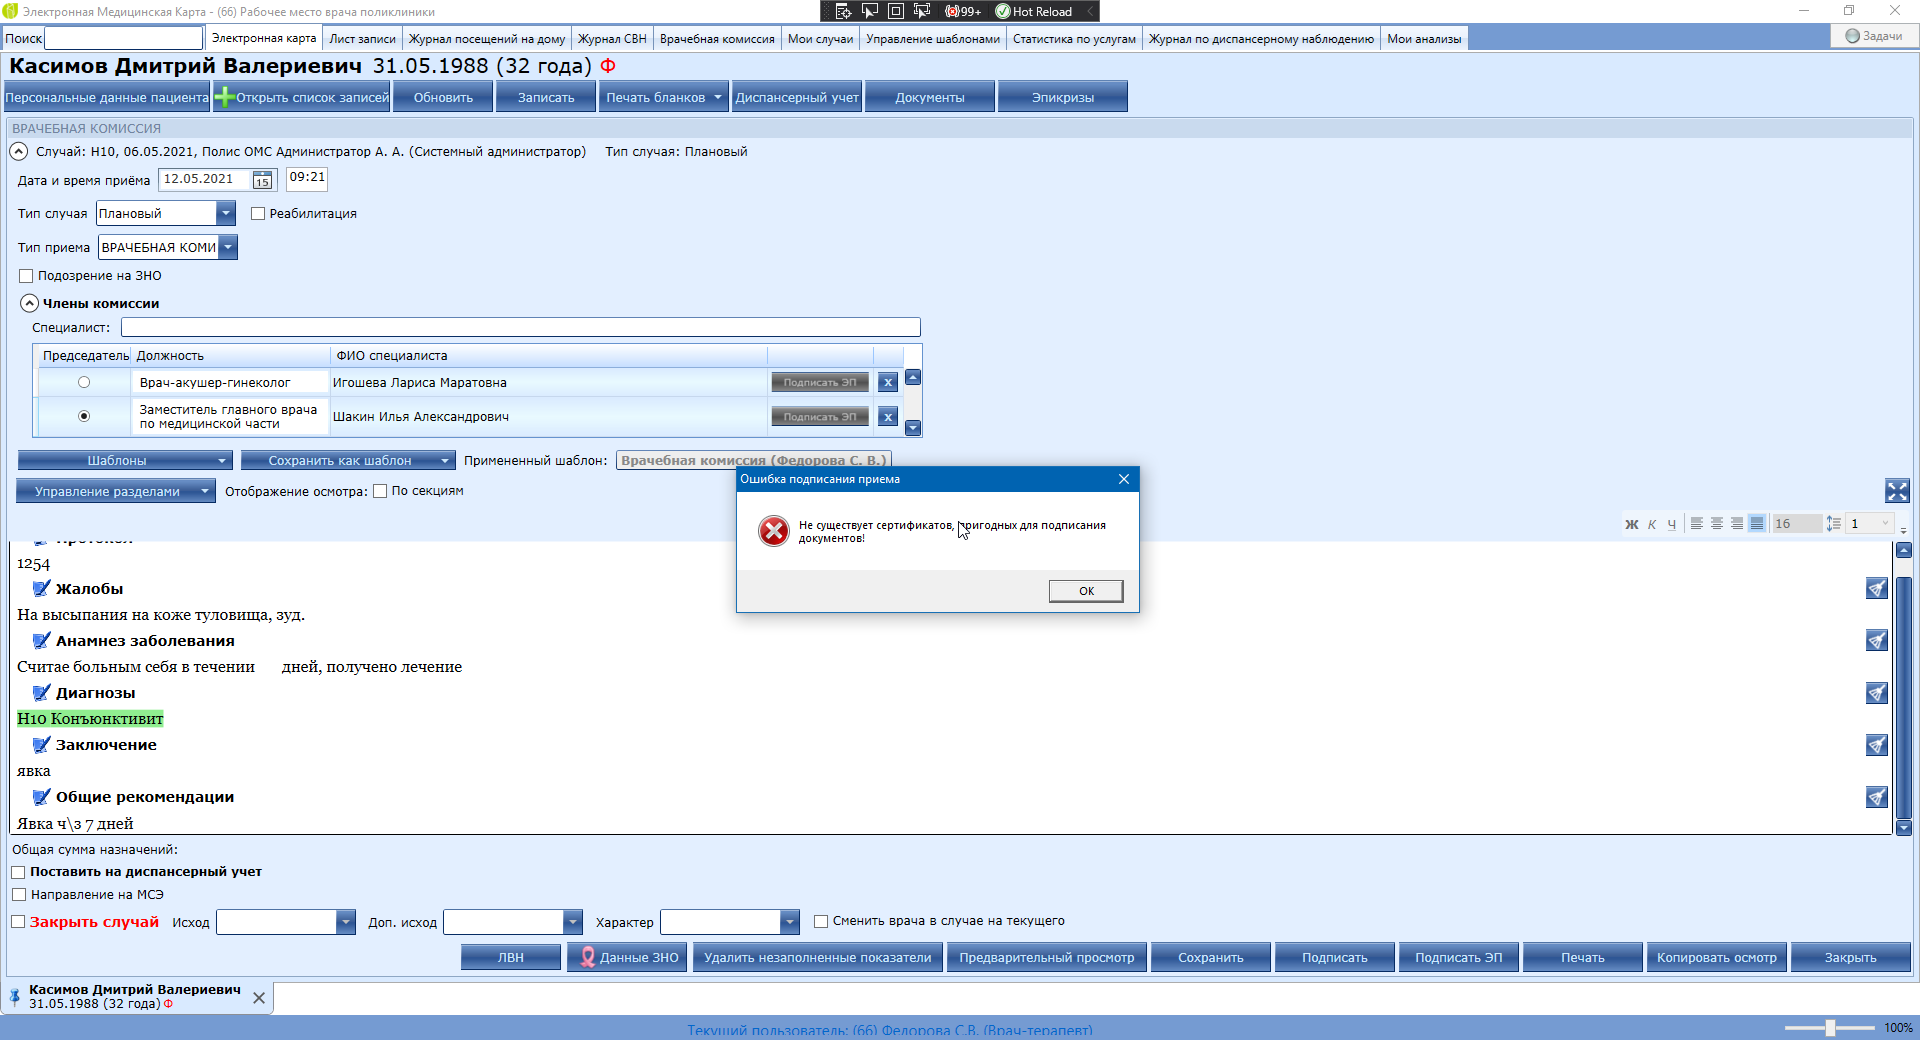 Электронная Медицинская Карта - (66) Рабочее место врача поликлиники
99+ Hot Reload
Поиск Электронная карта Лист записи Журнал посещений на дому Журнал СВН Врачебная комиссия Мои случаи Управление шаблонами Статистика по услугам Журнал по диспансерному наблюдению Мои анализы Задачи
Касимов Дмитрий Валериевич 31.05.1988 (32 года) Ф
Персональные данные пациента Открыть список записей Обновить Записать Печать бланков Диспансерный учет Документы Эпикризы
ВРАЧЕБНАЯ КОМИССИЯ
Случай: H10, 06.05.2021, Полис ОМС Администратор А. А. (Системный администратор) Тип случая: Плановый
Дата и время приёма 12.05.2021 15 09:21
Тип случая Плановый Реабилитация
Тип приема ВРАЧЕБНАЯ КОМИ
Подозрение на ЗНО
Члены комиссии
Специалист:
Председатель Должность ФИО специалиста
Врач-акушер-гинеколог Игошева Лариса Маратовна Подписать ЭП x
Заместитель главного врача
по медицинской части Шакин Илья Александрович Подписать ЭП x
Шаблоны Сохранить как шаблон Примененный шаблон: Врачебная комиссия (Федорова С. В.)
Управление разделами Отображение осмотра: По секциям
Ошибка подписания приема
Не существует сертификатов, пригодных для подписания
документов!
OK
Ж К Ч 16 1
Протокол
1254
Жалобы
На высыпания на коже туловища, зуд.
Анамнез заболевания
Считае больным себя в течении дней, получено лечение
Диагнозы
H10 Конъюнктивит
Заключение
явка
Общие рекомендации
Явка ч\з 7 дней
Общая сумма назначений:
Поставить на диспансерный учет
Направление на МСЭ
Закрыть случай Исход Доп. исход Характер Сменить врача в случае на текущего
ЛВН Данные ЗНО Удалить незаполненные показатели Предварительный просмотр Сохранить Подписать Подписать ЭП Печать Копировать осмотр Закрыть
Касимов Дмитрий Валериевич
31.05.1988 (32 года) Ф
Текущий пользователь: (66) Федорова С.В. (Врач-терапевт)
100%